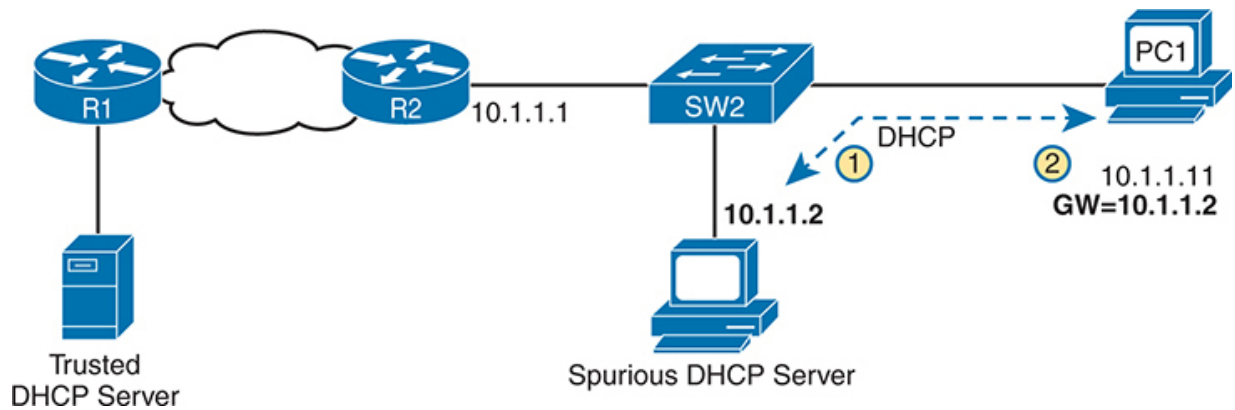 R1
R2
10.1.1.1
SW2
PC1
DHCP
1
2
10.1.1.11
GW=10.1.1.2
10.1.1.2
Trusted
DHCP Server
Spurious DHCP Server